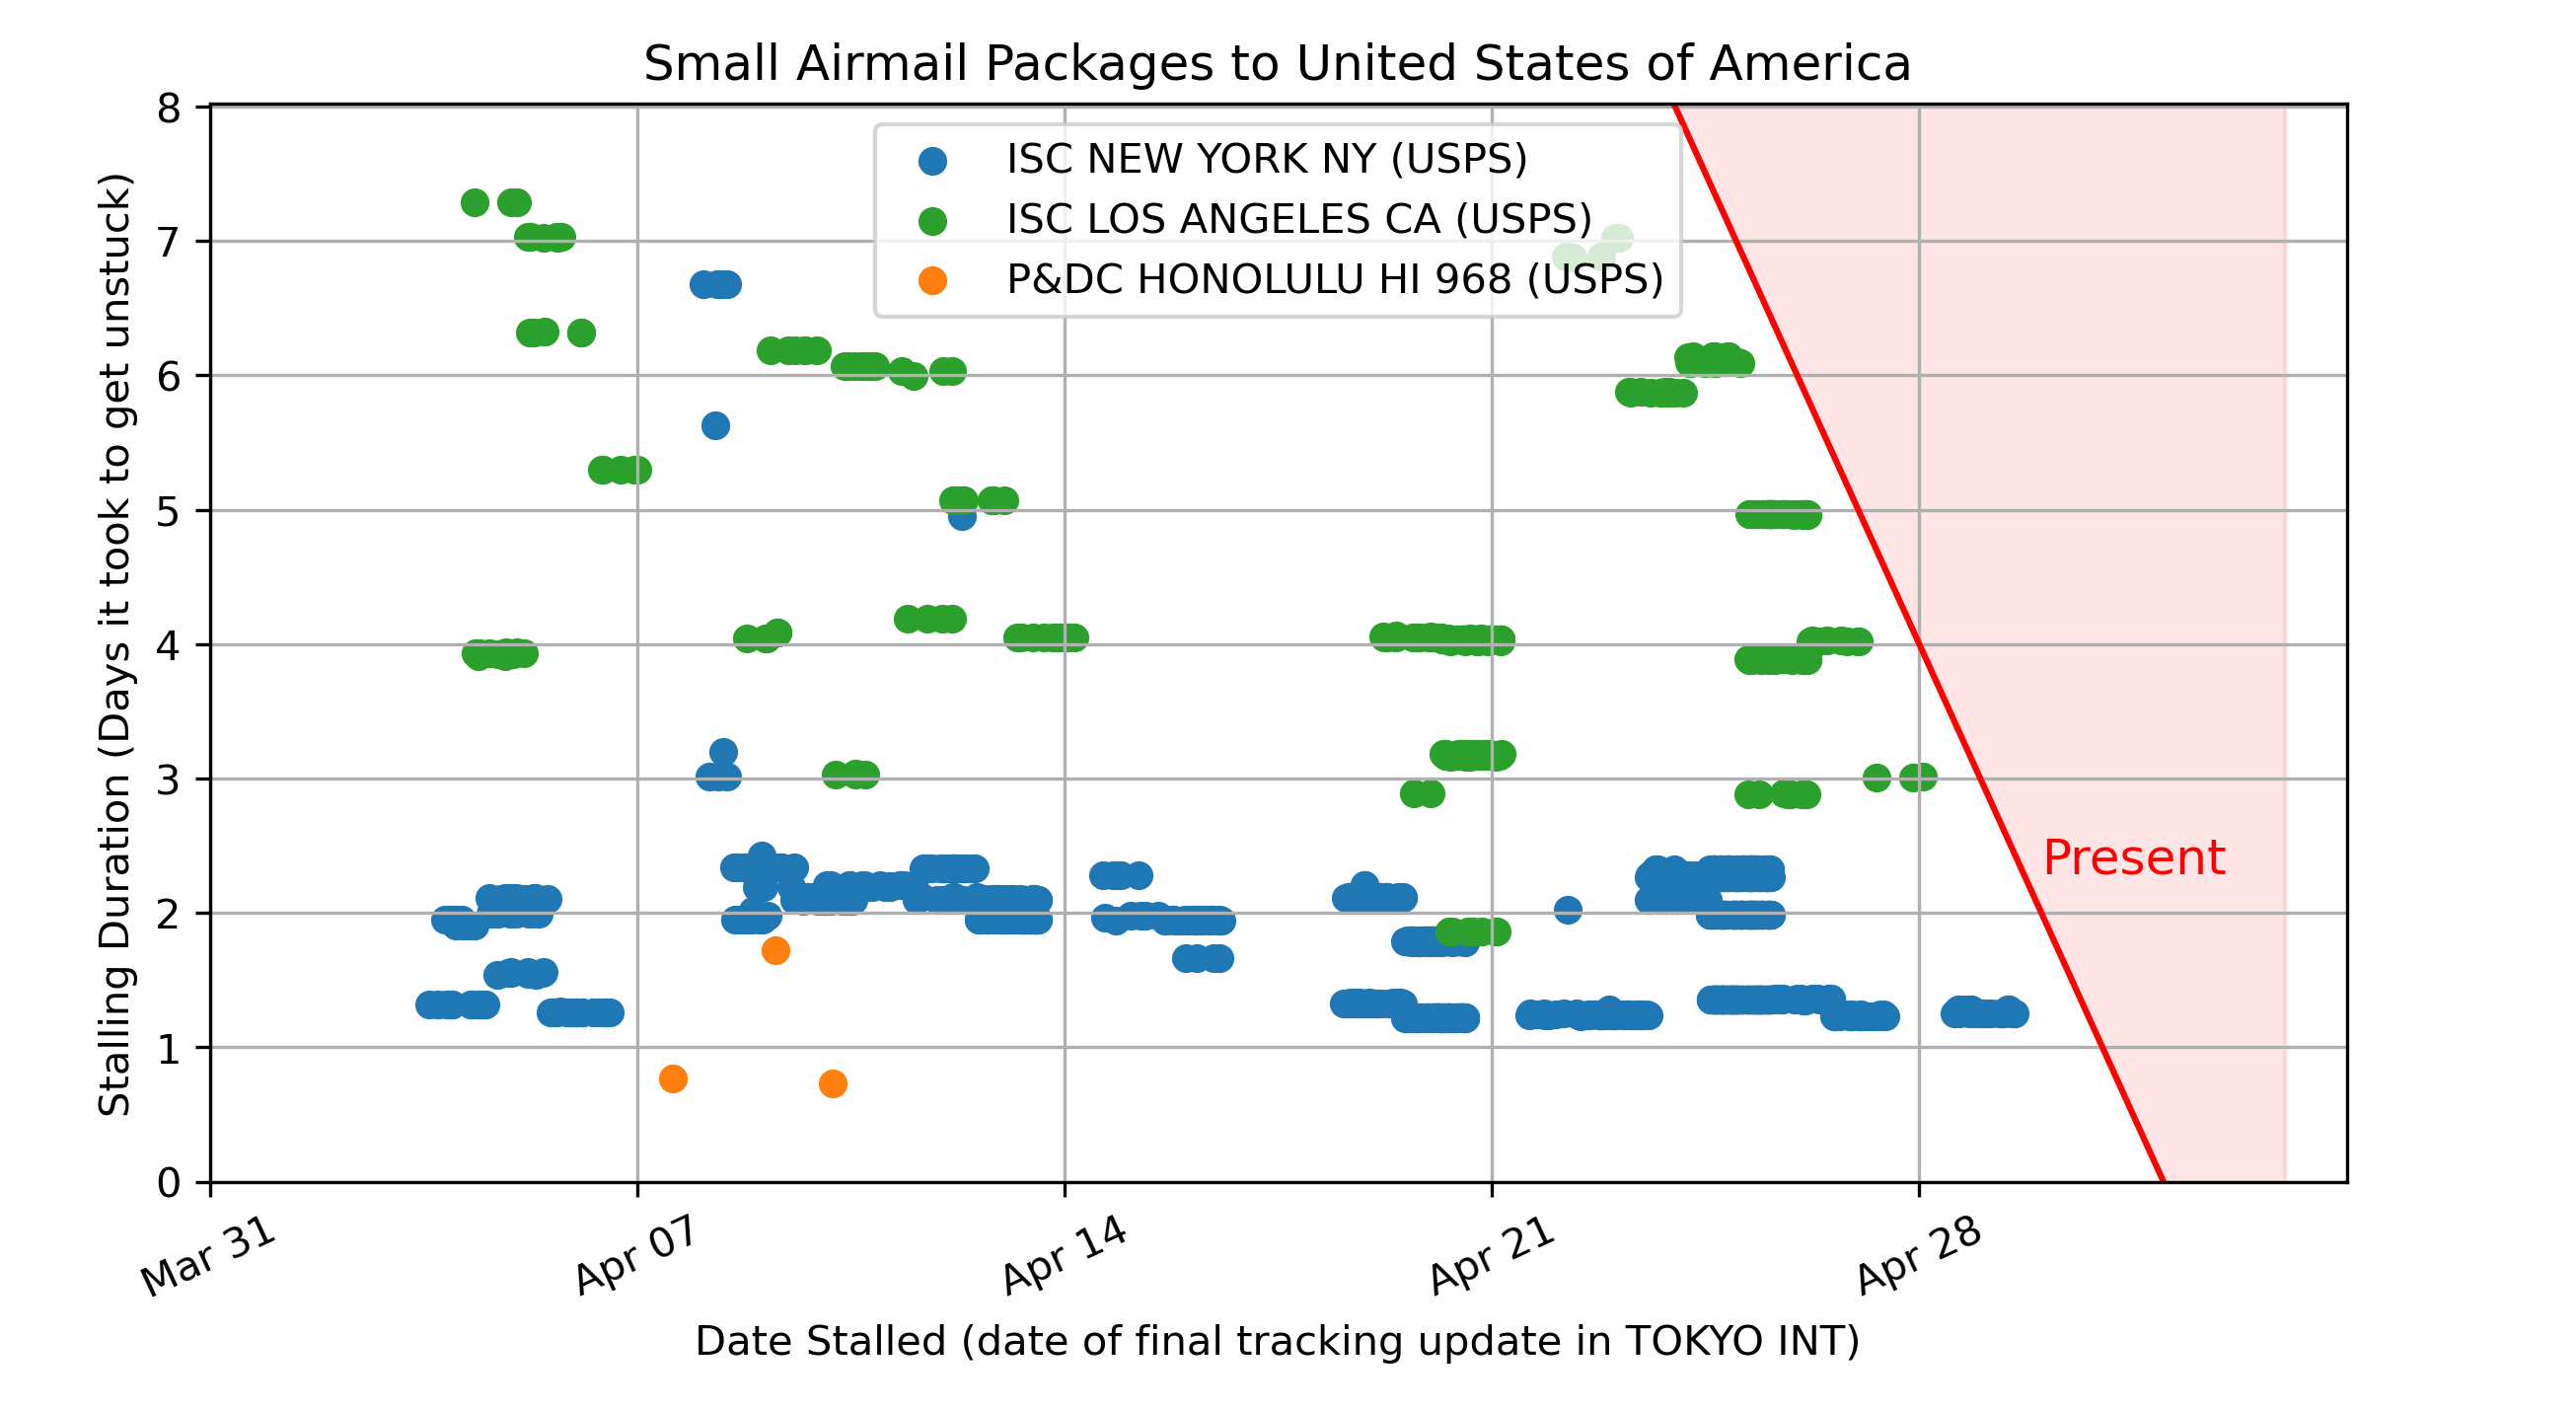 Small Airmail Packages to United States of America
Stalling Duration (Days it took to get unstuck)
8
7
6
5
4
3
2
1
0
ISC NEW YORK NY (USPS)
ISC LOS ANGELES CA (USPS)
P&DC HONOLULU HI 968 (USPS)
Present
Mar 31
Apr 07
Apr 14
Apr 21
Apr 28
Date Stalled (date of final tracking update in TOKYO INT)